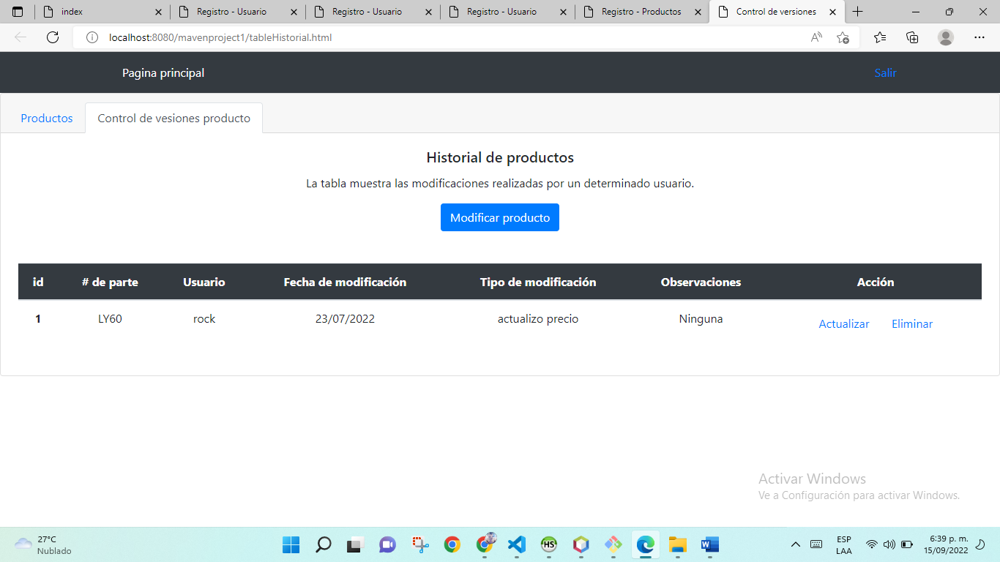 index
Registro - Usuario
Registro - Usuario
Registro - Usuario
Registro - Productos
Control de versiones
localhost:8080/mavenproject1/tableHistorial.html
Pagina principal
Salir
Productos
Control de vesiones producto
Historial de productos
La tabla muestra las modificaciones realizadas por un determinado usuario.
Modificar producto
id # de parte Usuario Fecha de modificación Tipo de modificación Observaciones Acción
1 LY60 rock 23/07/2022 actualizo precio Ninguna Actualizar Eliminar
Activar Windows
Ve a Configuración para activar Windows.
27°C
Nublado
HS
ESP
LAA
6:39 p. m.
15/09/2022